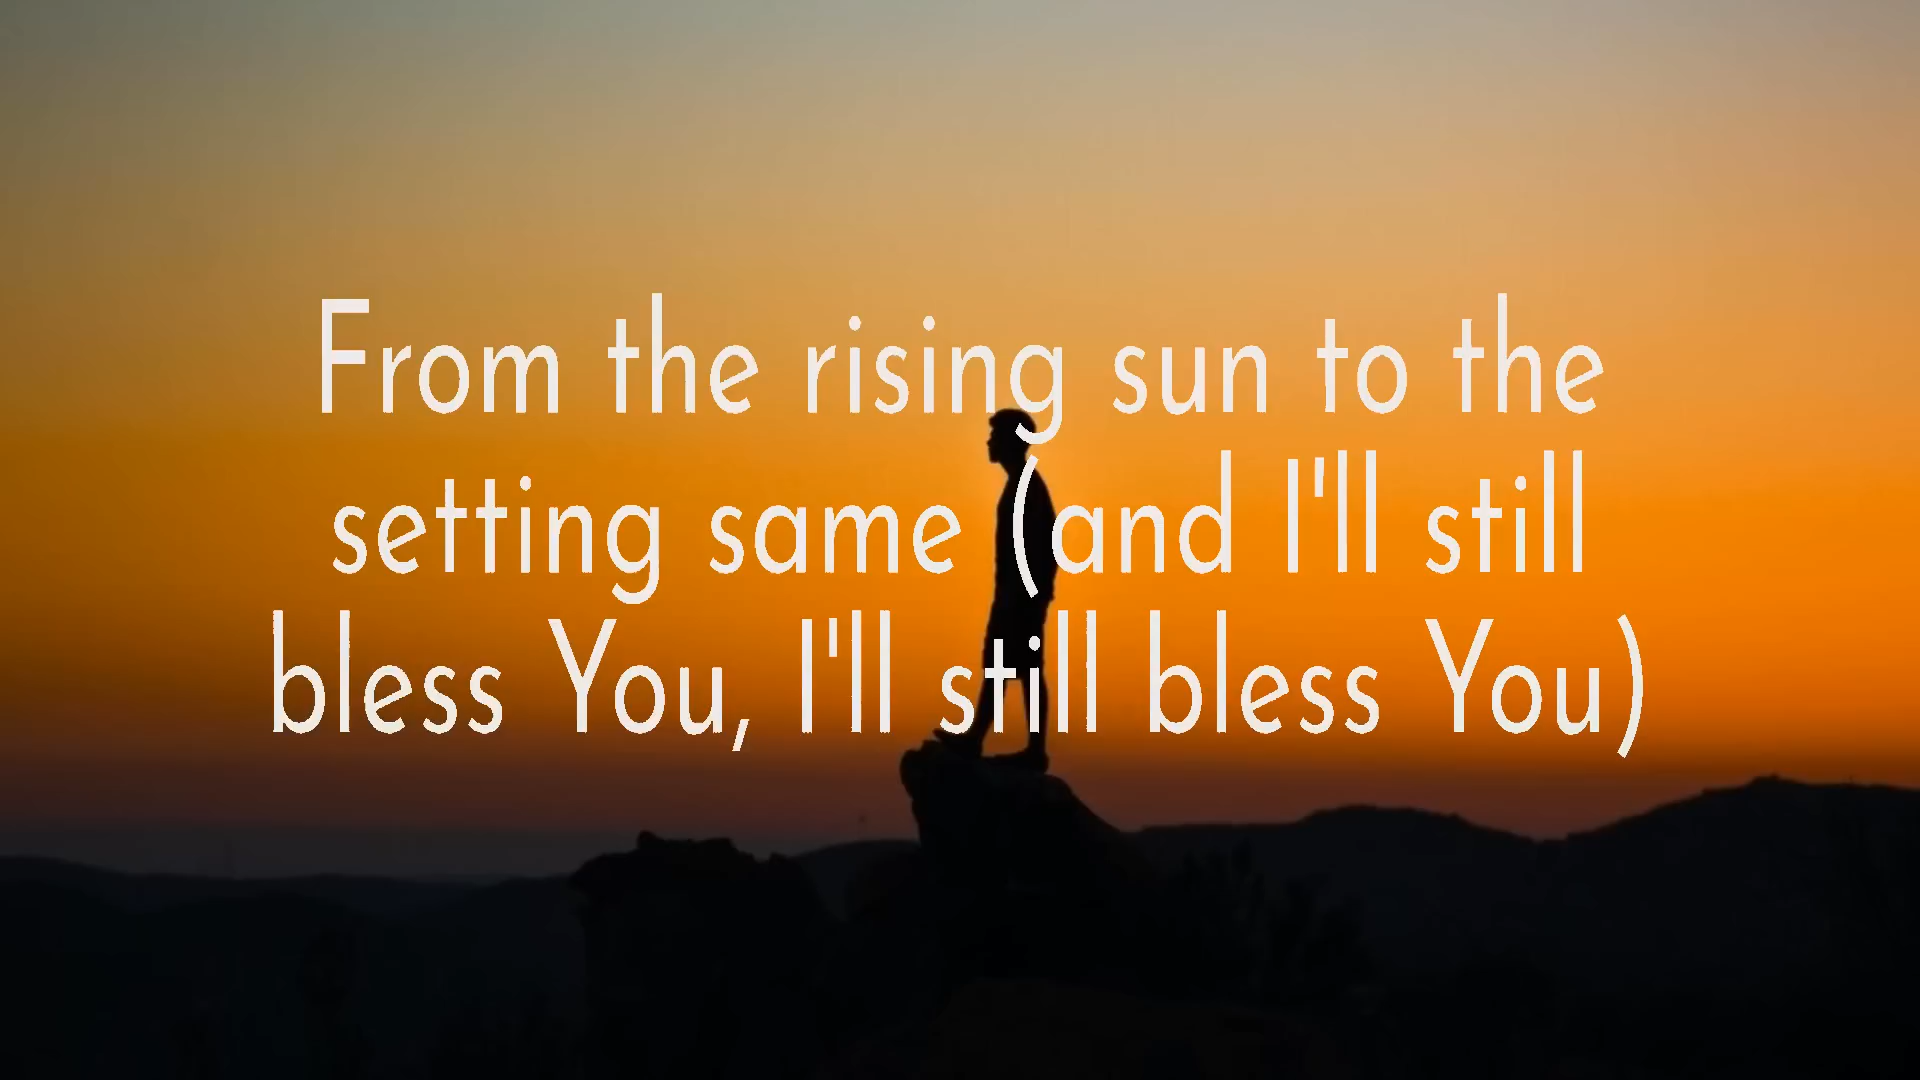 From the rising sun to the
setting same (and I'll still
bless You, I'll still bless You)